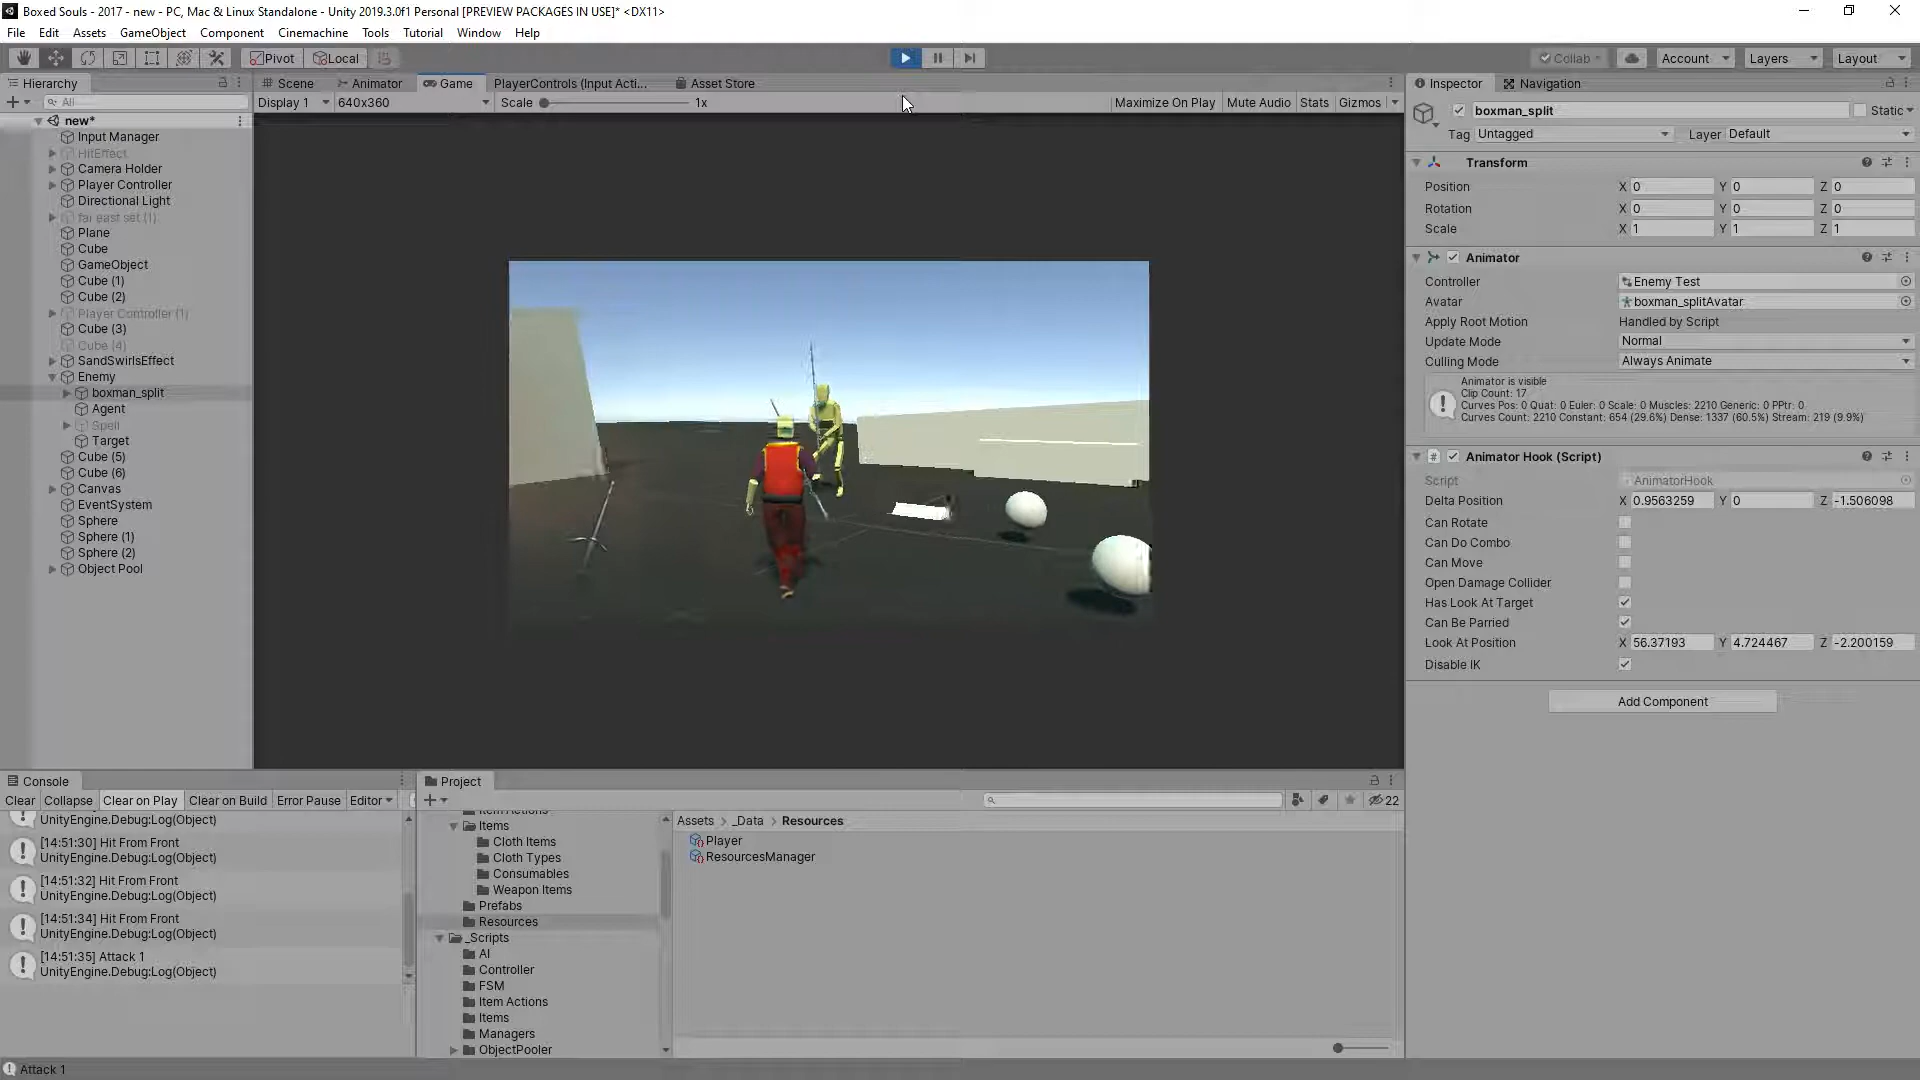 Boxed Souls - 2017 - new - PC, Mac & Linux Standalone - Unity 2019.3.0f1 Personal [PREVIEW PACKAGES IN USE]* <DX11>
File Edit Assets GameObject Component Cinemachine Tools Tutorial Window Help
Pivot Local Collab Account Layers Layout
Hierarchy
All
new*
Input Manager
HitEffect
Camera Holder
Player Controller
Directional Light
far east set (1)
Plane
Cube
GameObject
Cube (1)
Cube (2)
Player Controller (1)
Cube (3)
Cube (4)
SandSwirlsEffect
Enemy
boxman_split
Agent
Spell
Target
Cube (5)
Cube (6)
Canvas
EventSystem
Sphere
Sphere (1)
Sphere (2)
Object Pool
Scene Animator Game PlayerControls (Input Acti... Asset Store
Display 1 640x360 Scale 1x Maximize On Play Mute Audio Stats Gizmos
Inspector Navigation
boxman_split Static
Tag Untagged Layer Default
Transform
Position X 0 Y 0 Z 0
Rotation X 0 Y 0 Z 0
Scale X 1 Y 1 Z 1
Animator
Controller Enemy Test
Avatar boxman_splitAvatar
Apply Root Motion Handled by Script
Update Mode Normal
Culling Mode Always Animate
Animator is visible
Clip Count: 17
Curves Pos: 0 Quat: 0 Euler: 0 Scale: 0 Muscles: 2210 Generic: 0 PPtr: 0
Curves Count: 2210 Constant: 654 (29.6%) Dense: 1337 (60.5%) Stream: 219 (9.9%)
Animator Hook (Script)
Script AnimatorHook
Delta Position X 0.9563259 Y 0 Z -1.506098
Can Rotate
Can Do Combo
Can Move
Open Damage Collider
Has Look At Target
Can Be Parried
Look At Position X 56.37193 Y 4.724467 Z -2.200159
Disable IK
Add Component
Console
Clear Collapse Clear on Play Clear on Build Error Pause Editor
UnityEngine.Debug:Log(Object)
[14:51:30] Hit From Front
UnityEngine.Debug:Log(Object)
[14:51:32] Hit From Front
UnityEngine.Debug:Log(Object)
[14:51:34] Hit From Front
UnityEngine.Debug:Log(Object)
[14:51:35] Attack 1
UnityEngine.Debug:Log(Object)
Project
22
Item Actions
Items
Cloth Items
Cloth Types
Consumables
Weapon Items
Prefabs
Resources
_Scripts
AI
Controller
FSM
Item Actions
Items
Managers
ObjectPooler
Assets > _Data > Resources
Player
ResourcesManager
Attack 1